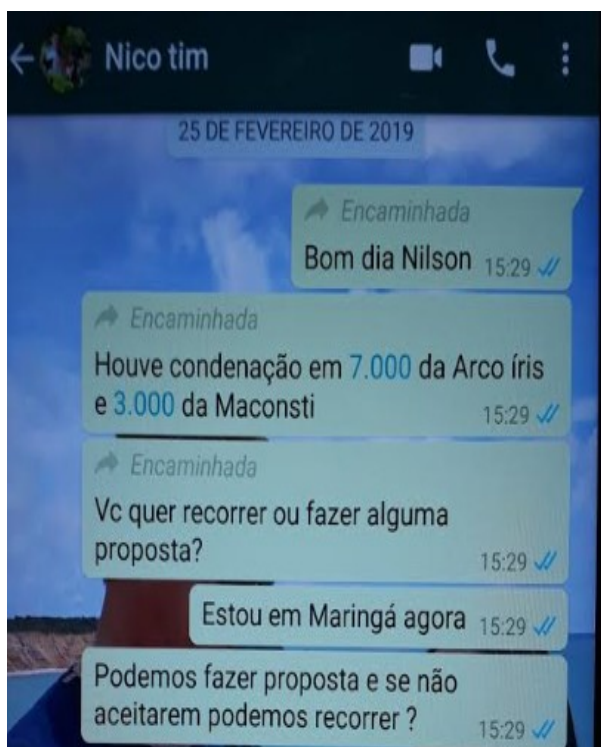 Nico tim
25 DE FEVEREIRO DE 2019
Encaminhada
Bom dia Nilson 15:29
Encaminhada
Houve condenação em 7.000 da Arco íris
e 3.000 da Maconsti 15:29
Encaminhada
Vc quer recorrer ou fazer alguma
proposta? 15:29
Estou em Maringá agora 15:29
Podemos fazer proposta e se não
aceitarem podemos recorrer ? 15:29